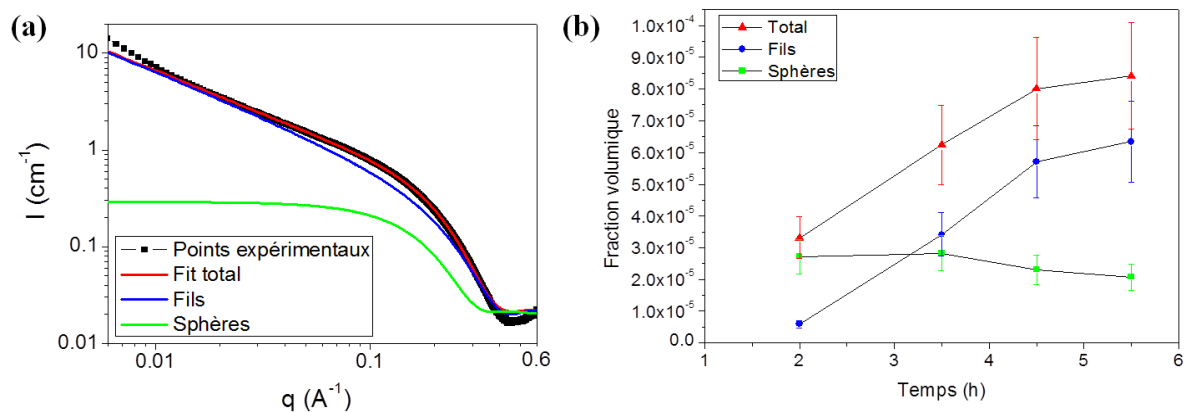 (a)
I (cm⁻¹)
10
1
0.1
0.01
Points expérimentaux
Fit total
Fils
Sphères
0.01
0.1
0.6
q (A⁻¹)
(b)
Fraction volumique
1.0x10⁻⁴
9.0x10⁻⁵
8.0x10⁻⁵
7.0x10⁻⁵
6.0x10⁻⁵
5.0x10⁻⁵
4.0x10⁻⁵
3.0x10⁻⁵
2.0x10⁻⁵
1.0x10⁻⁵
0.0
Total
Fils
Sphères
1
2
3
4
5
6
Temps (h)